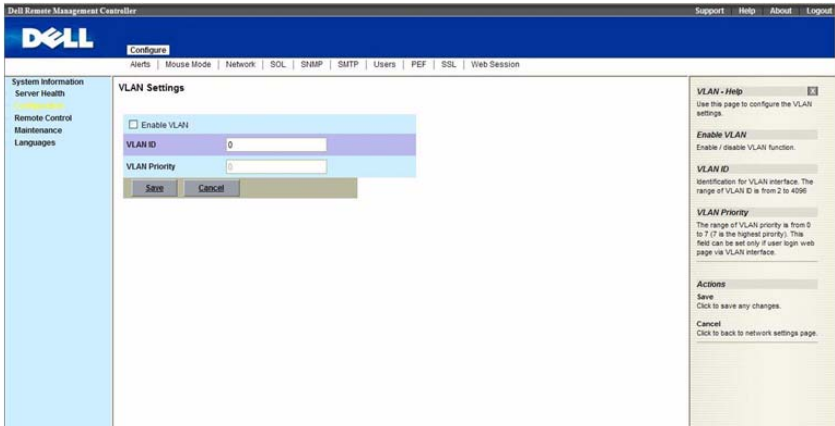 Dell Remote Management Controller
Support Help About Logout
DELL
Configure
Alerts | Mouse Mode | Network | SOL | SNMP | SMTP | Users | PEF | SSL | Web Session
System Information
Server Health
Remote Control
Maintenance
Languages
VLAN Settings
Enable VLAN
VLAN ID 0
VLAN Priority 0
Save Cancel
VLAN - Help X
Use this page to configure the VLAN
settings.
Enable VLAN
Enable / disable VLAN function.
VLAN ID
Identification for VLAN interface. The
range of VLAN ID is from 2 to 4096
VLAN Priority
The range of VLAN priority is from 0
to 7 (7 is the highest pirority). This
field can be set only if user login web
page via VLAN interface.
Actions
Save
Click to save any changes.
Cancel
Click to back to network settings page.